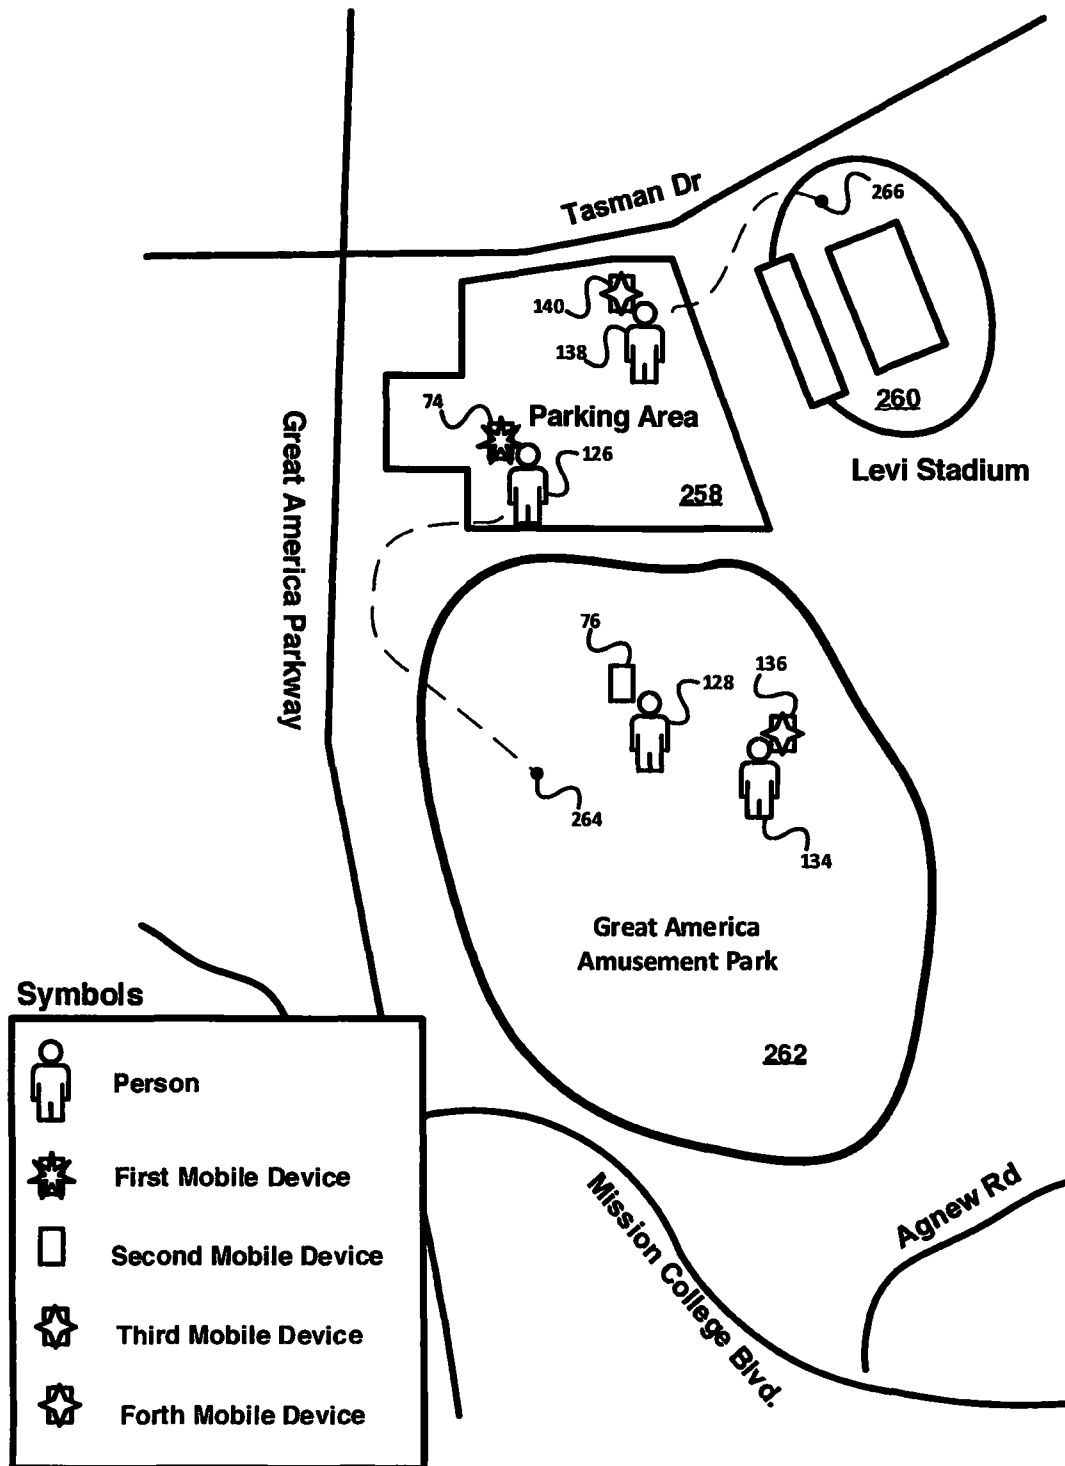 Tasman Dr
266
140
138
260
Levi Stadium
74
Parking Area
126
258
Great America Parkway
76
128
136
264
134
Great America
Amusement Park
262
Symbols
Person
First Mobile Device
Second Mobile Device
Third Mobile Device
Forth Mobile Device
Mission College Blvd.
Agnew Rd